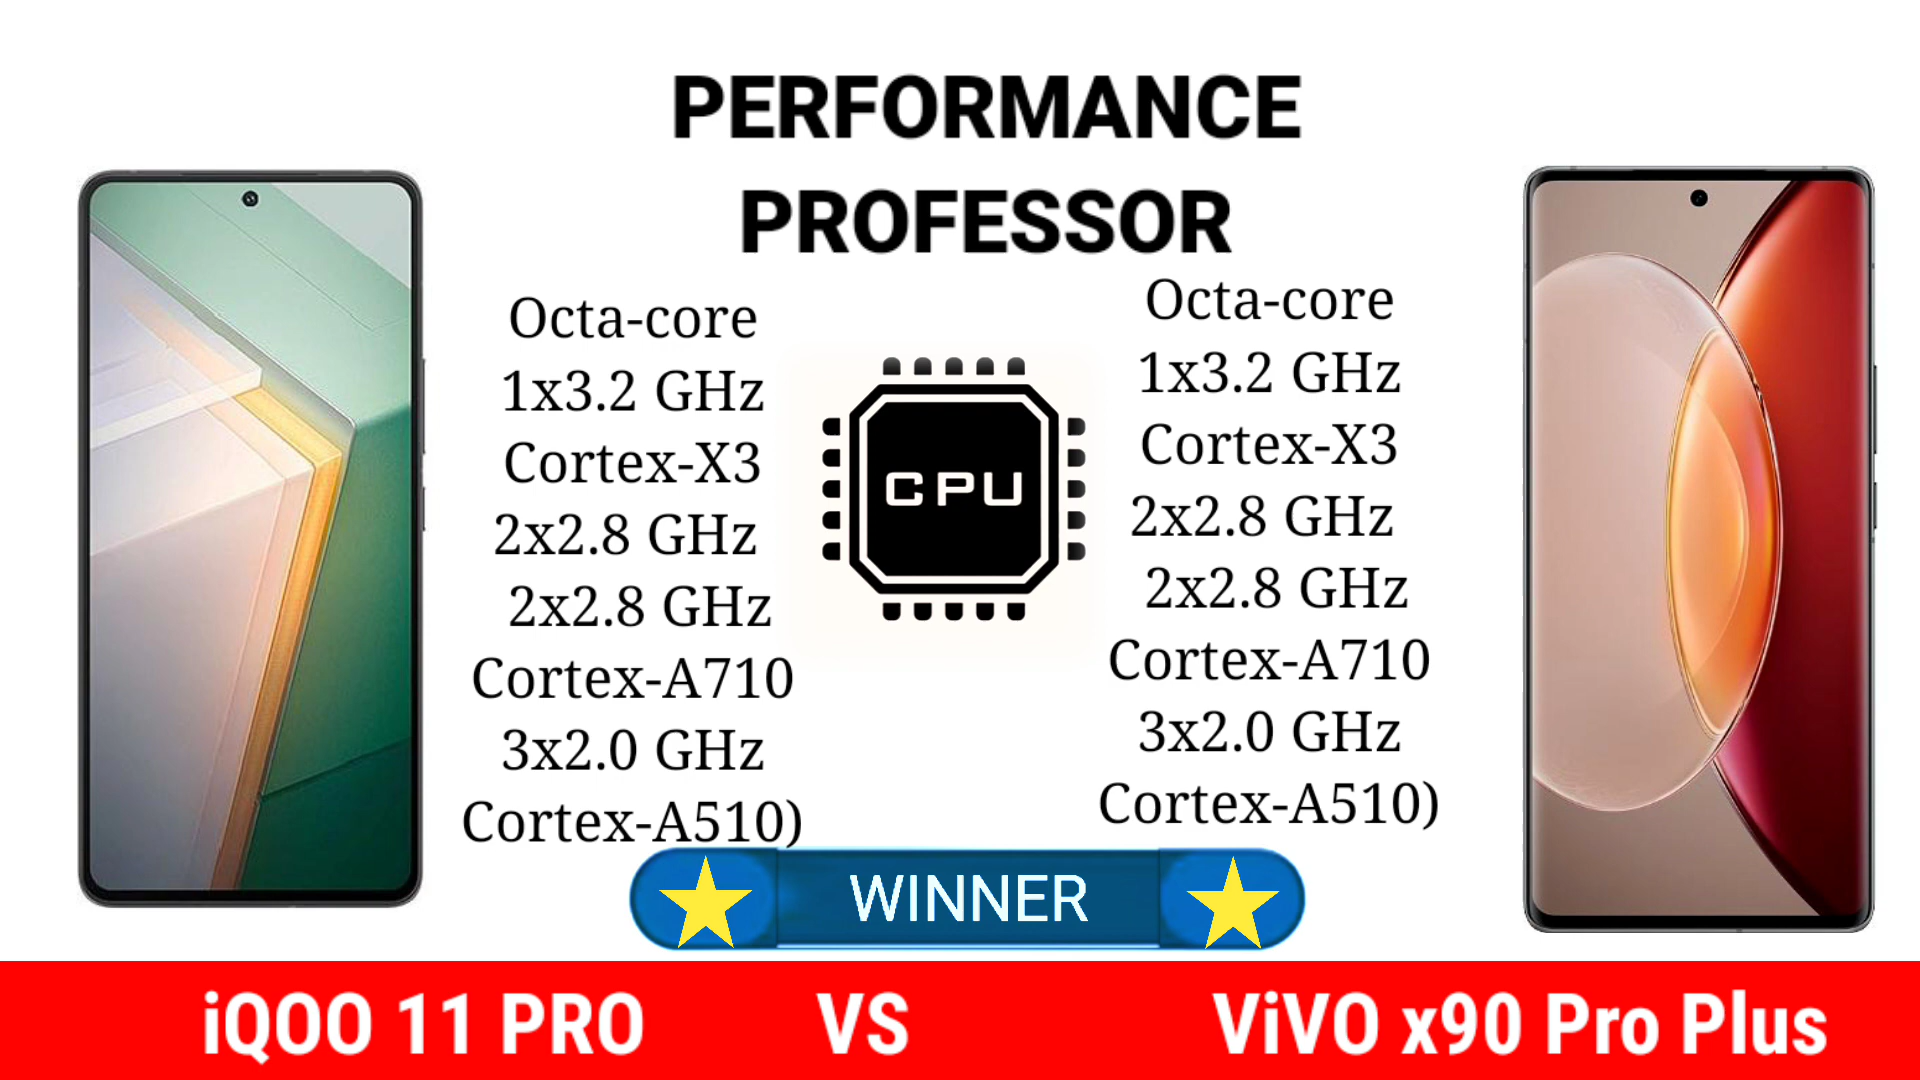 PERFORMANCE
PROFESSOR
Octa-core
1x3.2 GHz
Cortex-X3
2x2.8 GHz
2x2.8 GHz
Cortex-A710
3x2.0 GHz
Cortex-A510)
CPU
Octa-core
1x3.2 GHz
Cortex-X3
2x2.8 GHz
2x2.8 GHz
Cortex-A710
3x2.0 GHz
Cortex-A510)
WINNER
iQOO 11 PRO VS ViVO x90 Pro Plus